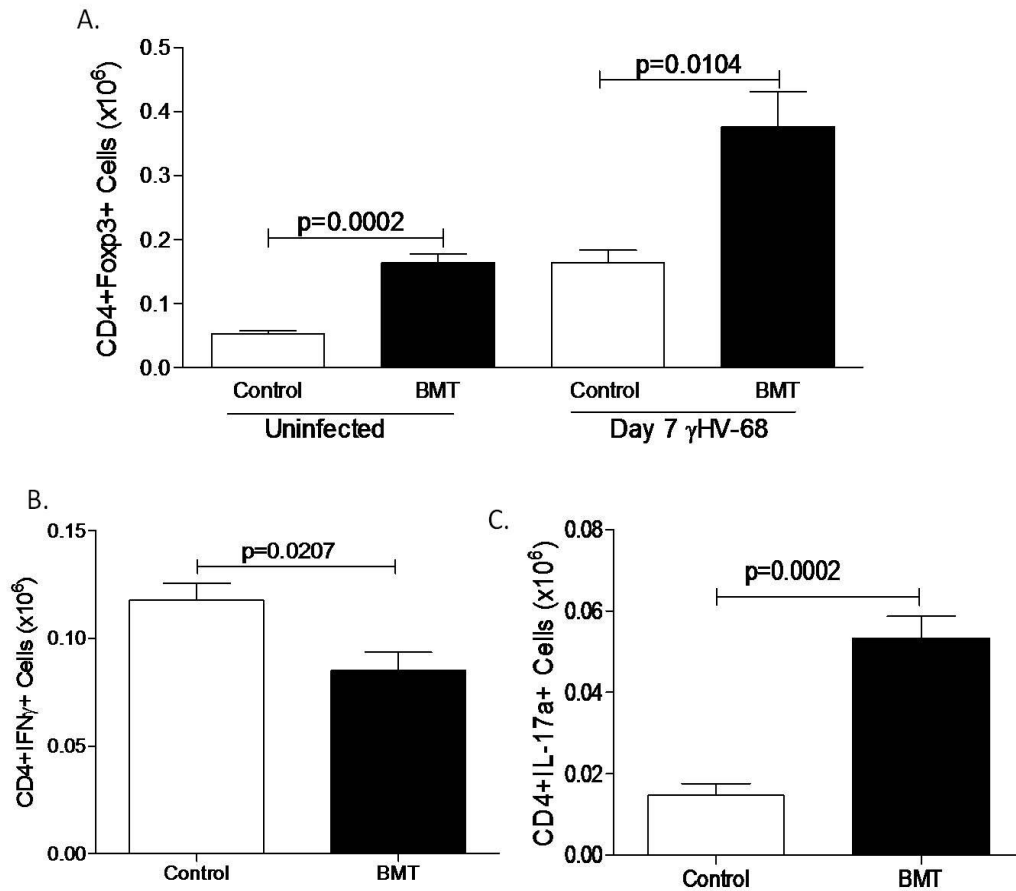 A.
CD4+Foxp3+ Cells (x10⁶)
0.5
0.4
0.3
0.2
0.1
0.0
p=0.0002
p=0.0104
Control
BMT
Control
BMT
Uninfected
Day 7 γHV-68
B.
CD4+IFNγ+ Cells (x10⁶)
0.15
0.10
0.05
0.00
p=0.0207
Control
BMT
C.
CD4+IL-17a+ Cells (x10⁶)
0.08
0.06
0.04
0.02
0.00
p=0.0002
Control
BMT